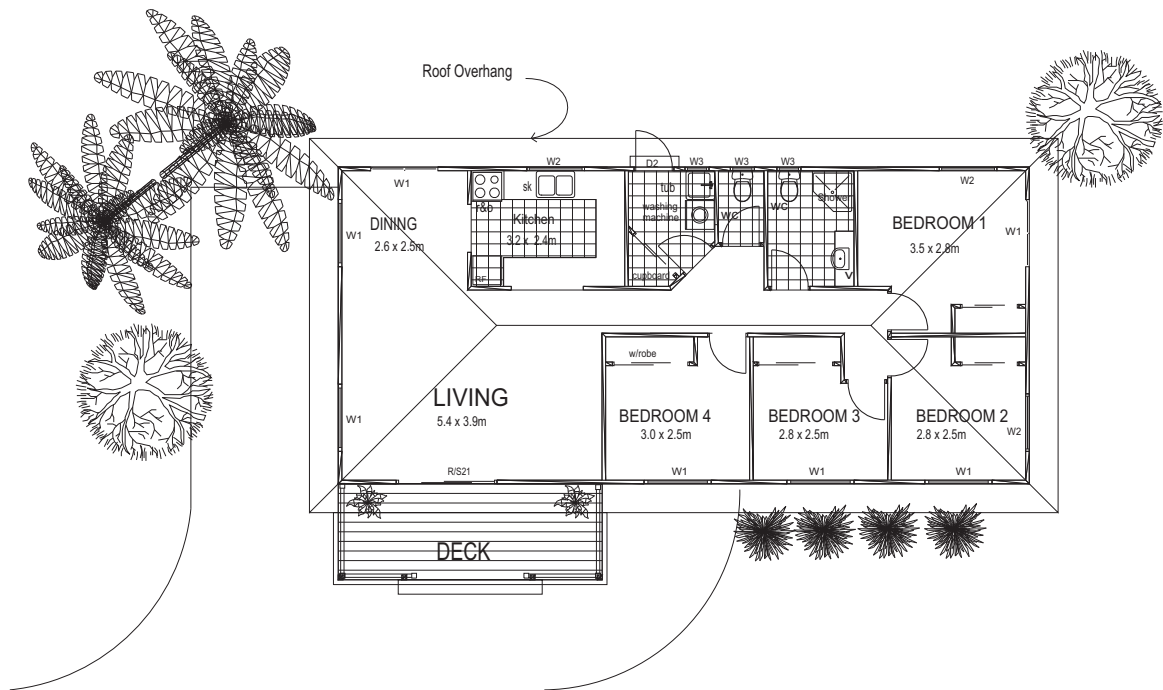 Roof Overhang
W2
D2
W3
W3
W3
W1
sk
tub
Shower
W2
r&b
washing
machine
WC
WC
DINING
2.6 x 2.5m
W1
Kitchen
3.2 x 2.4m
BEDROOM 1
3.5 x 2.8m
W1
RF
cupboard
V
w/robe
LIVING
5.4 x 3.9m
W1
BEDROOM 4
3.0 x 2.5m
BEDROOM 3
2.8 x 2.5m
BEDROOM 2
2.8 x 2.5m
W2
R/S21
W1
W1
W1
DECK